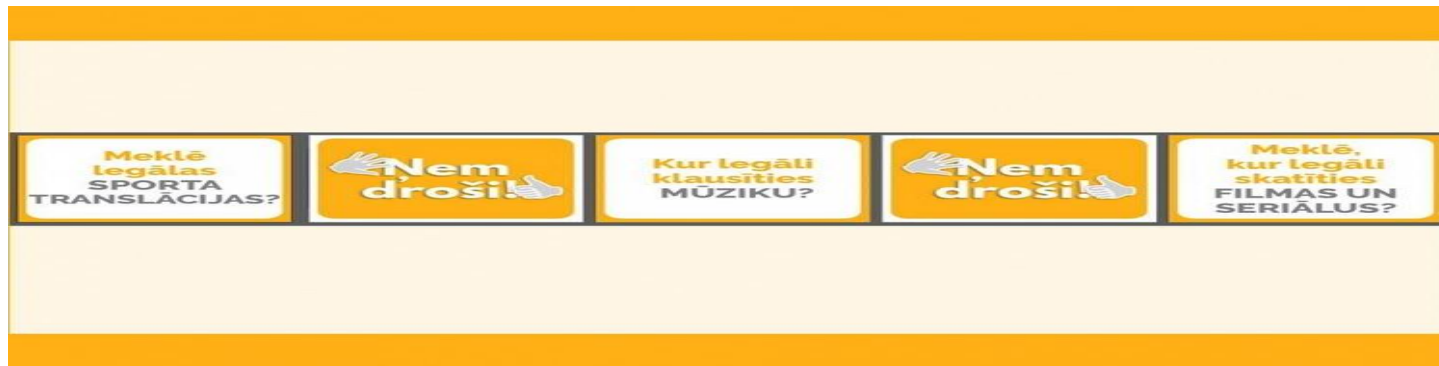 Meklē
legālas
SPORTA
TRANSLĀCIJAS?
Ņem
droši!
Kur legāli
klausīties
MŪZIKU?
Ņem
droši!
Meklē,
kur legāli
skatīties
FILMAS UN
SERIĀLUS?